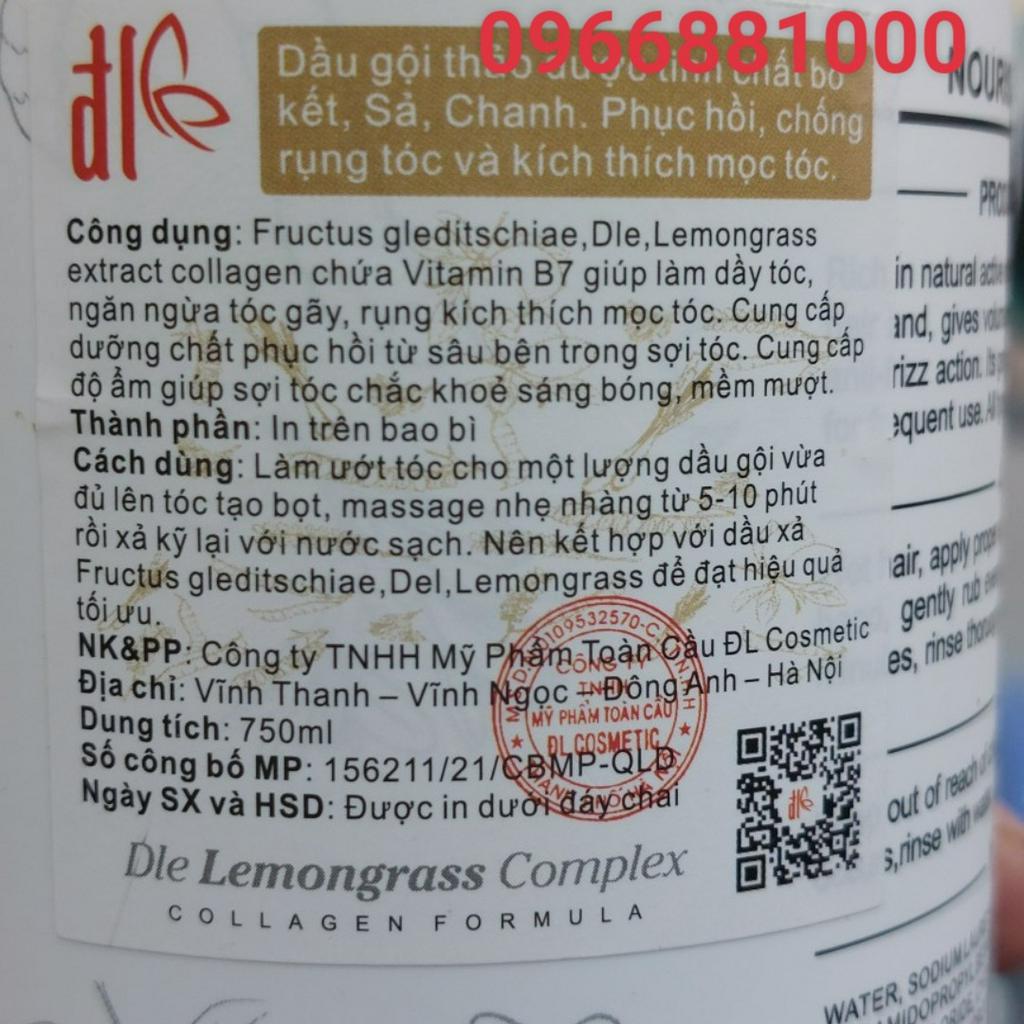 0966881000
đl
Dầu gội thảo dược tinh chất bồ
kết, Sả, Chanh. Phục hồi, chống
rụng tóc và kích thích mọc tóc.
Công dụng: Fructus gleditschiae,Dle,Lemongrass
extract collagen chứa Vitamin B7 giúp làm dầy tóc,
ngăn ngừa tóc gãy, rụng kích thích mọc tóc. Cung cấp
dưỡng chất phục hồi từ sâu bên trong sợi tóc. Cung cấp
độ ẩm giúp sợi tóc chắc khoẻ sáng bóng, mềm mượt.
Thành phần: In trên bao bì
Cách dùng: Làm ướt tóc cho một lượng dầu gội vừa
đủ lên tóc tạo bọt, massage nhẹ nhàng từ 5-10 phút
rồi xả kỹ lại với nước sạch. Nên kết hợp với dầu xả
Fructus gleditschiae,Del,Lemongrass để đạt hiệu quả
tối ưu.
NK&PP: Công ty TNHH Mỹ Phẩm Toàn Cầu ĐL Cosmetic
Địa chỉ: Vĩnh Thanh – Vĩnh Ngọc – Đông Anh – Hà Nội
Dung tích: 750ml
Số công bố MP: 156211/21/CBMP-QLD
Ngày SX và HSD: Được in dưới đáy chai
Dle Lemongrass Complex
COLLAGEN FORMULA
CÔNG TY
TNHH
MỸ PHẨM TOÀN CẦU
ĐL COSMETIC
in natural
and, gives
action. Its
frequent use.
hair, apply
gently rub
rinse
out of reach
rinse with
WATER, SODIUM